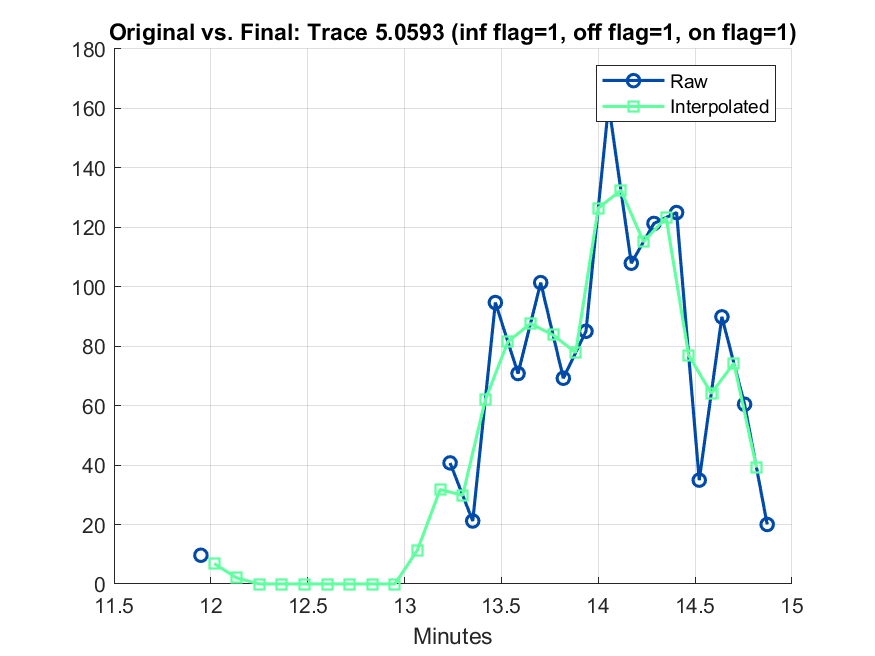 Original vs. Final: Trace 5.0593 (inf flag=1, off flag=1, on flag=1)
180
160
140
120
100
80
60
40
20
0
Raw
Interpolated
11.5 12 12.5 13 13.5 14 14.5 15
Minutes